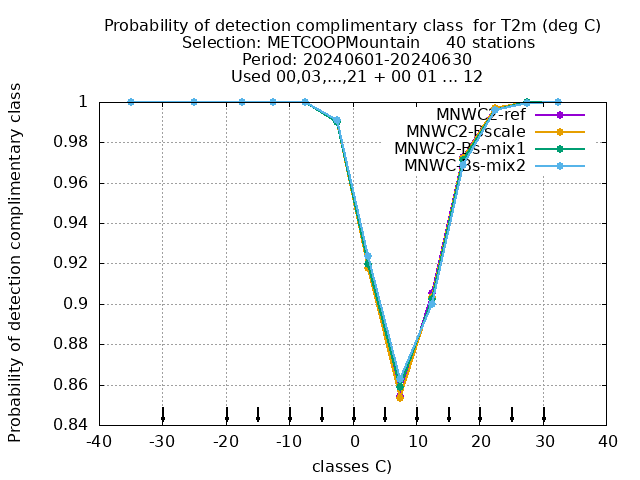 Probability of detection complimentary class  for T2m (deg C)
Selection: METCOOPMountain     40 stations
Period: 20240601-20240630
Used 00,03,...,21 + 00 01 ... 12
Probability of detection complimentary class
1
0.98
0.96
0.94
0.92
0.9
0.88
0.86
0.84
MNWC2-ref
MNWC2-Rscale
MNWC2-Rs-mix1
MNWC-Bs-mix2
-40 -30 -20 -10 0 10 20 30 40
classes C)